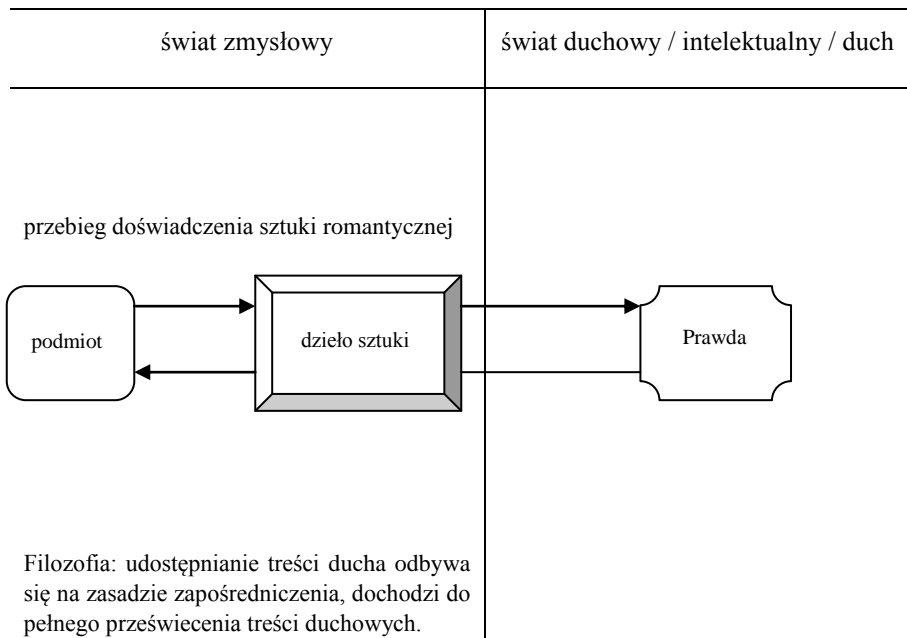 świat zmysłowy
świat duchowy / intelektualny / duch
przebieg doświadczenia sztuki romantycznej
podmiot
dzieło sztuki
Prawda
Filozofia: udostępnianie treści ducha odbywa
się na zasadzie zapośredniczenia, dochodzi do
pełnego przeświecenia treści duchowych.